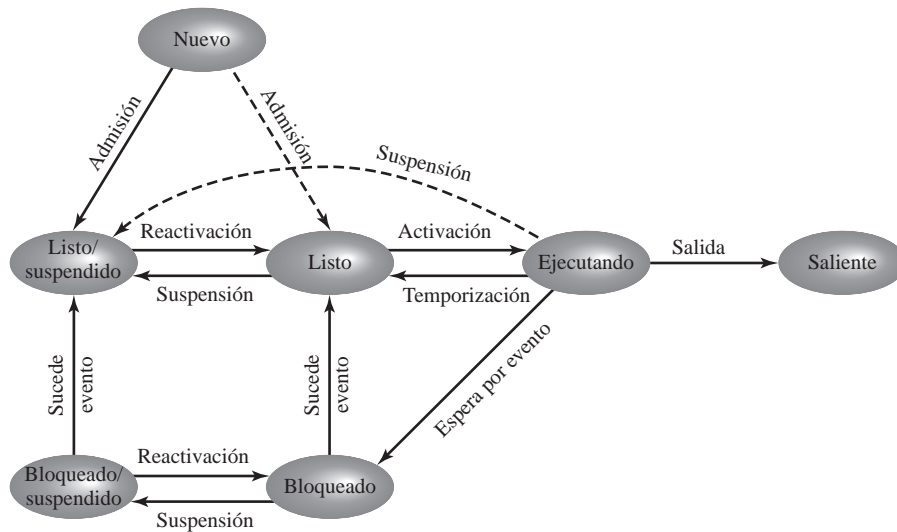 Nuevo
Admisión
Admisión
Suspensión
Listo/
suspendido
Reactivación
Suspensión
Listo
Activación
Temporización
Ejecutando
Salida
Saliente
Sucede
evento
Sucede
evento
Espera por evento
Bloqueado/
suspendido
Reactivación
Suspensión
Bloqueado